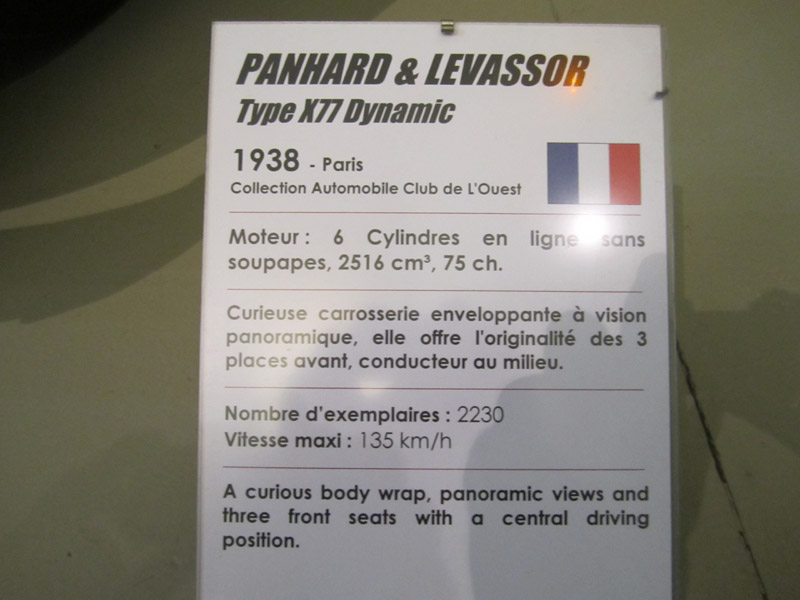 PANHARD & LEVASSOR
Type X77 Dynamic
1938 - Paris
Collection Automobile Club de L'Ouest
Moteur : 6 Cylindres en ligne sans
soupapes, 2516 cm³, 75 ch.
Curieuse carrosserie enveloppante à vision
panoramique, elle offre l'originalité des 3
places avant, conducteur au milieu.
Nombre d'exemplaires : 2230
Vitesse maxi : 135 km/h
A curious body wrap, panoramic views and
three front seats with a central driving
position.